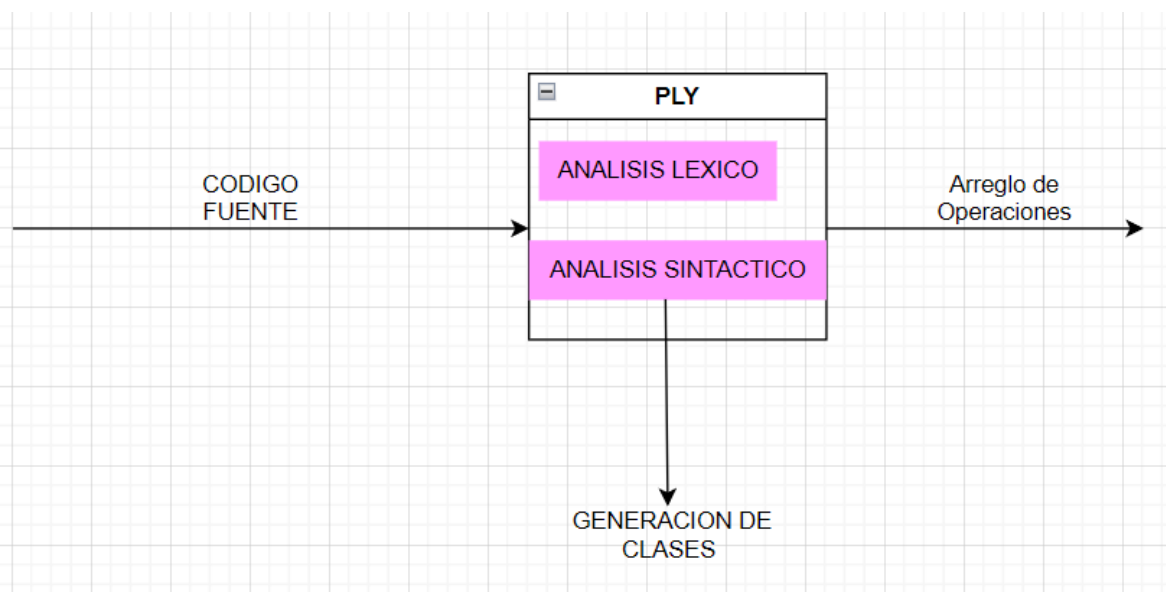 PLY
ANALISIS LEXICO
CODIGO
FUENTE
Arreglo de
Operaciones
ANALISIS SINTACTICO
GENERACION DE
CLASES